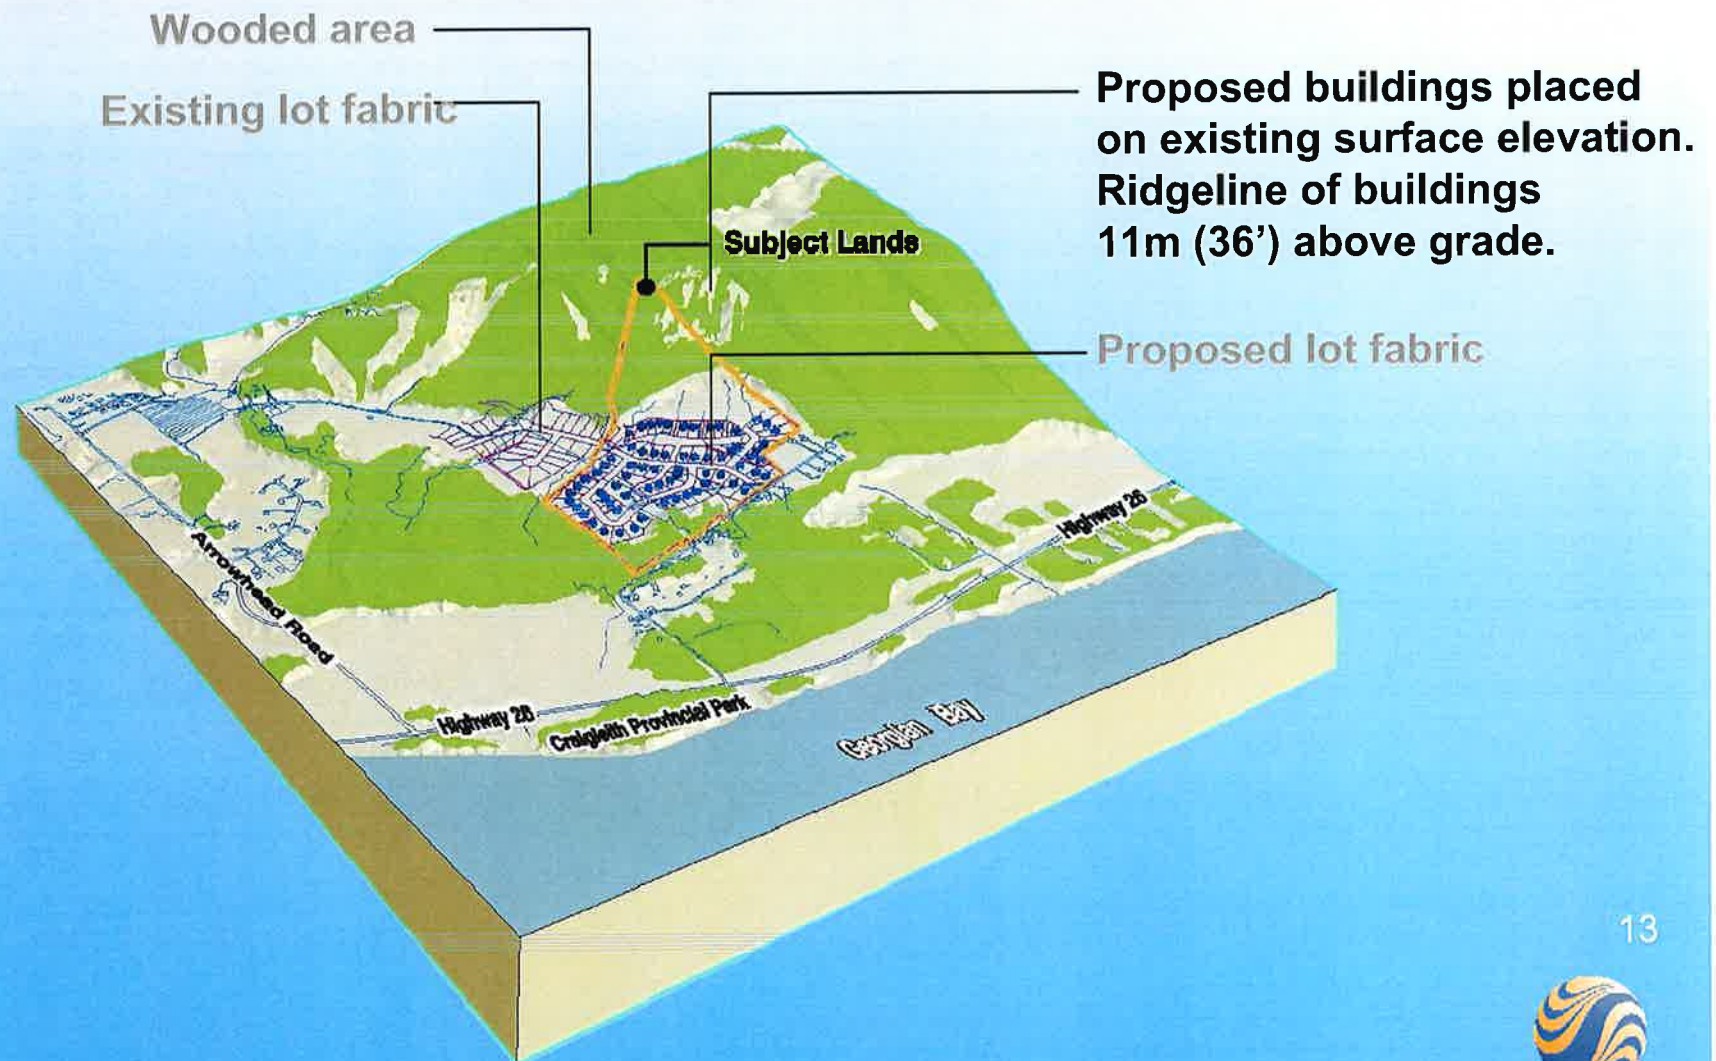 Wooded area
Existing lot fabric
Proposed buildings placed
on existing surface elevation.
Ridgeline of buildings
11m (36’) above grade.
Subject Lands
Proposed lot fabric
Highway 26
Arrowhead Road
Highway 26
Craigleith Provincial Park
Georgian Bay
13